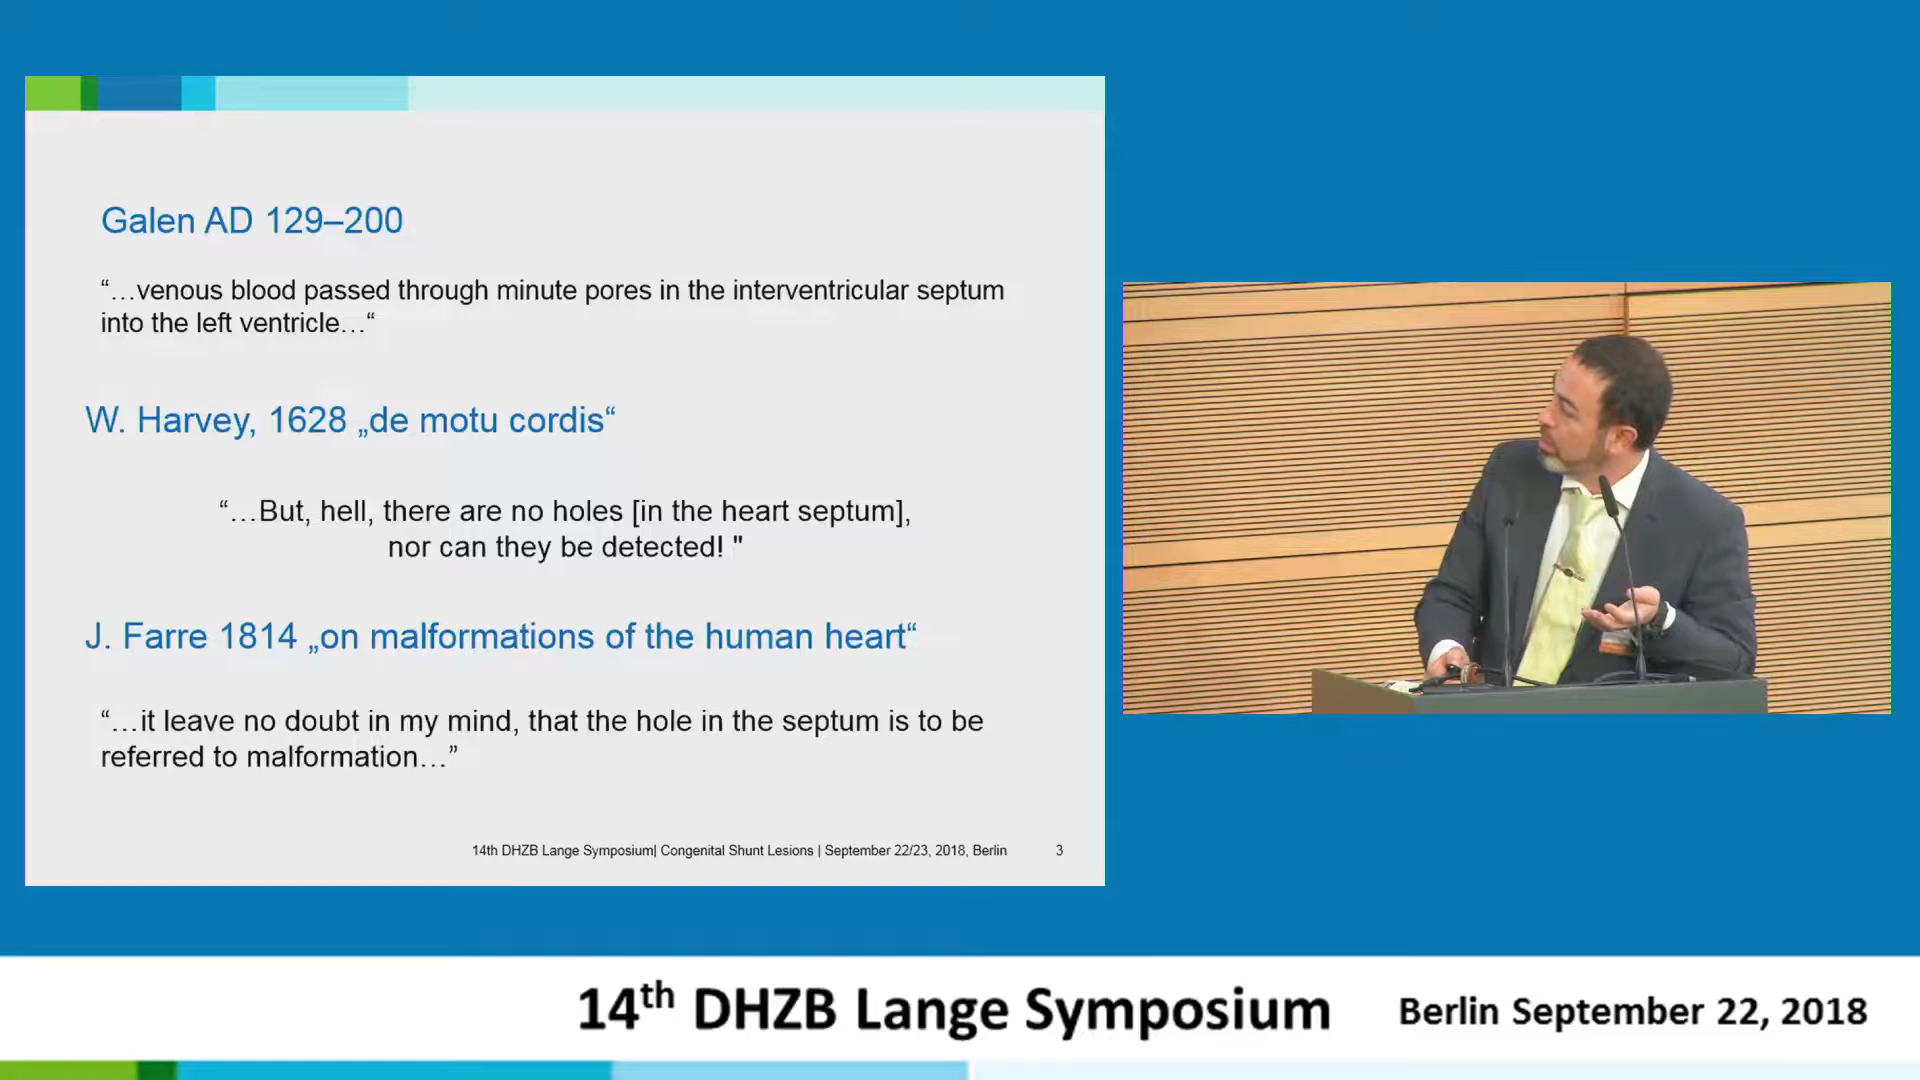 Galen AD 129–200
“…venous blood passed through minute pores in the interventricular septum
into the left ventricle…“
W. Harvey, 1628 „de motu cordis“
“…But, hell, there are no holes [in the heart septum],
nor can they be detected! "
J. Farre 1814 „on malformations of the human heart“
“…it leave no doubt in my mind, that the hole in the septum is to be
referred to malformation…”
14th DHZB Lange Symposium| Congenital Shunt Lesions | September 22/23, 2018, Berlin 3
14th DHZB Lange Symposium Berlin September 22, 2018